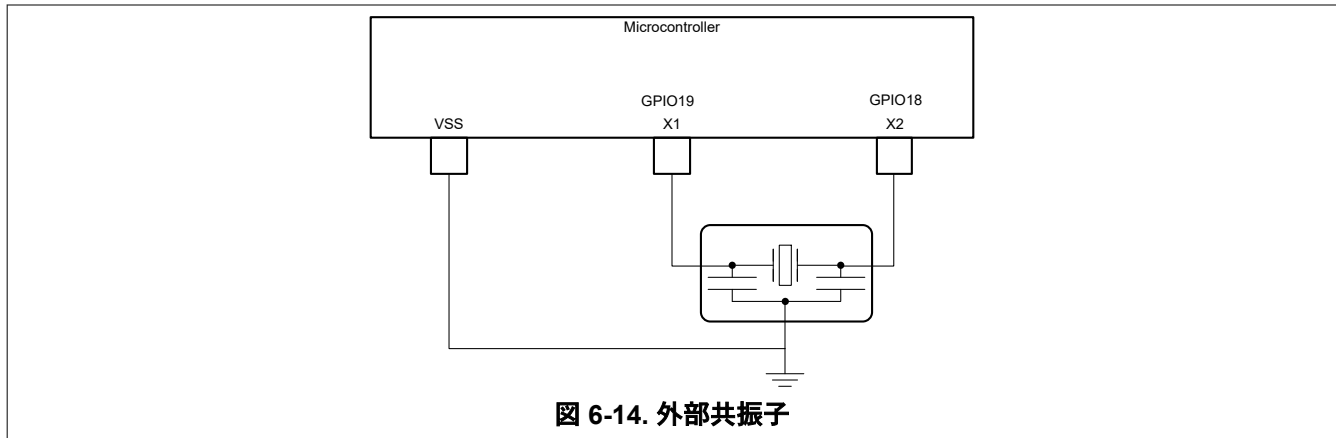 Microcontroller
GPIO19 GPIO18
VSS X1 X2
図 6-14. 外部共振子